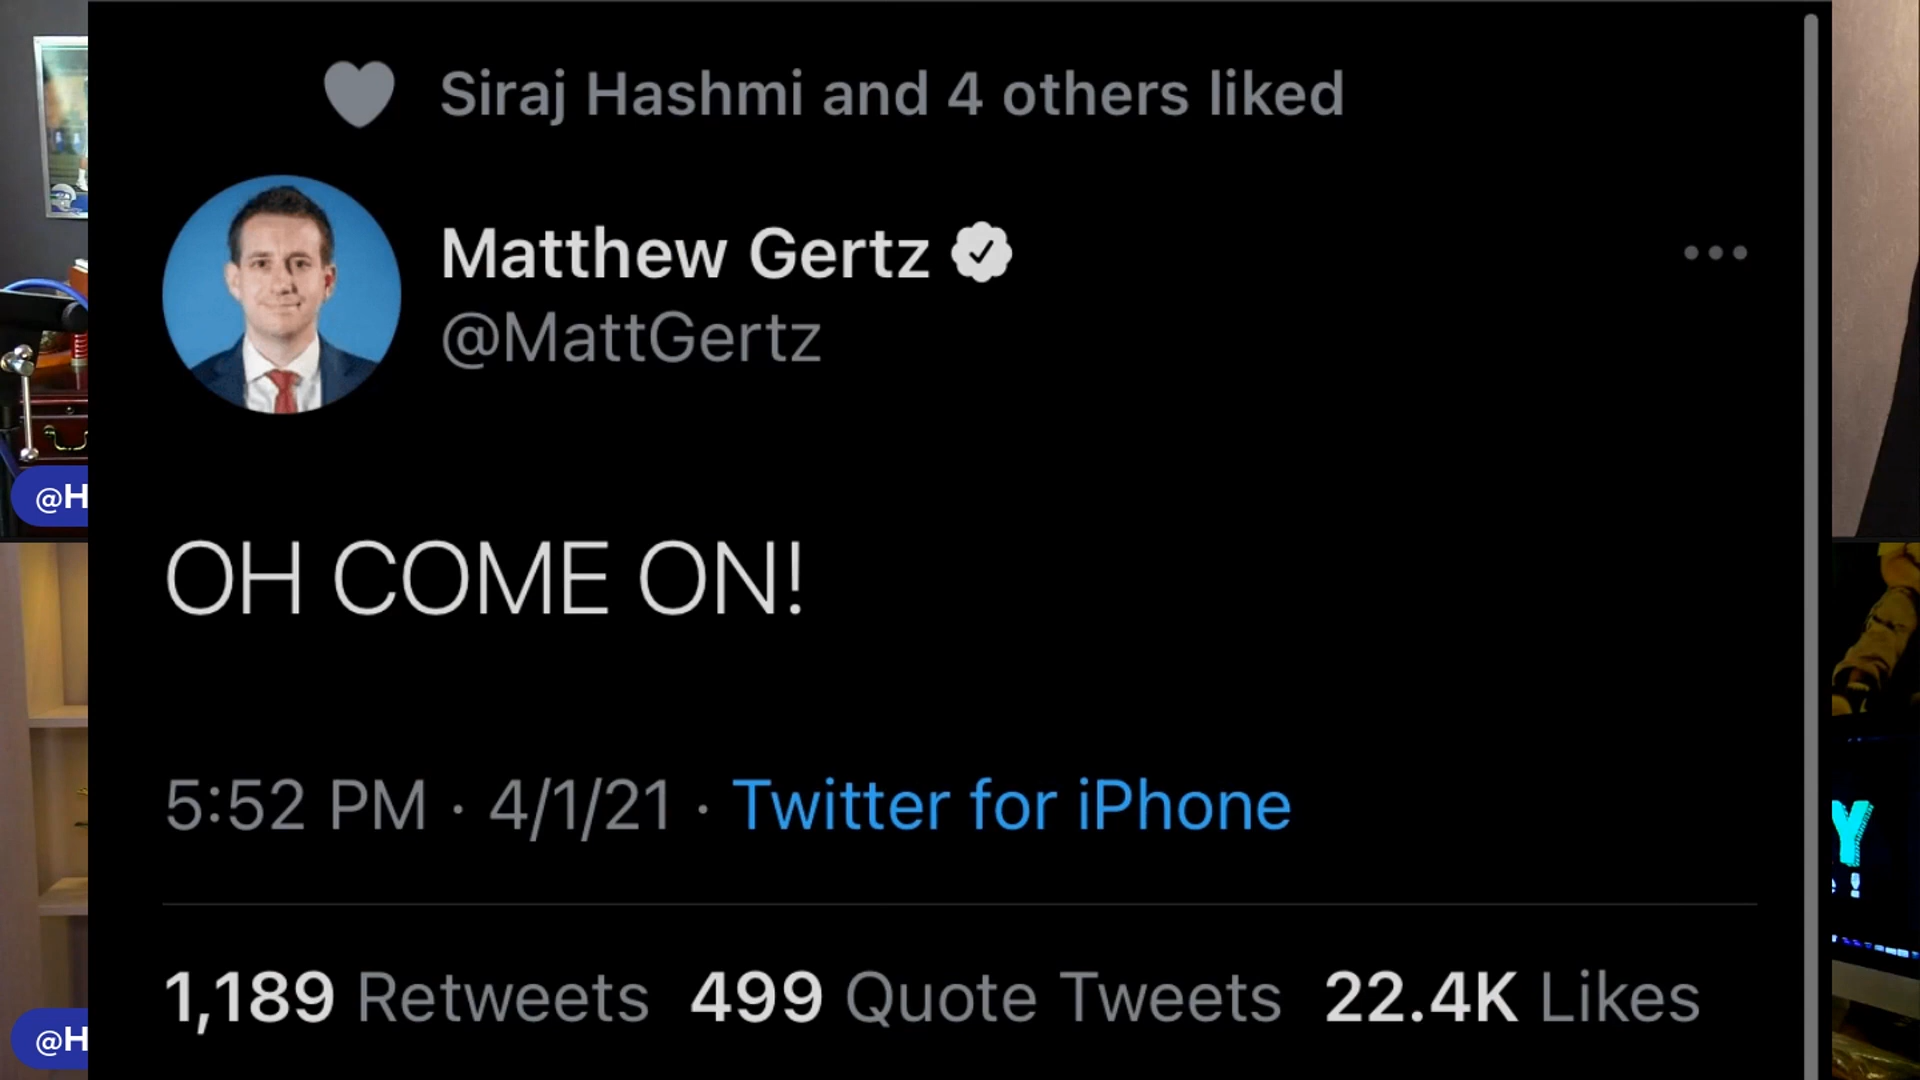 Siraj Hashmi and 4 others liked
Matthew Gertz
@MattGertz
OH COME ON!
5:52 PM · 4/1/21 · Twitter for iPhone
1,189 Retweets 499 Quote Tweets 22.4K Likes
@H
@H
Y
!